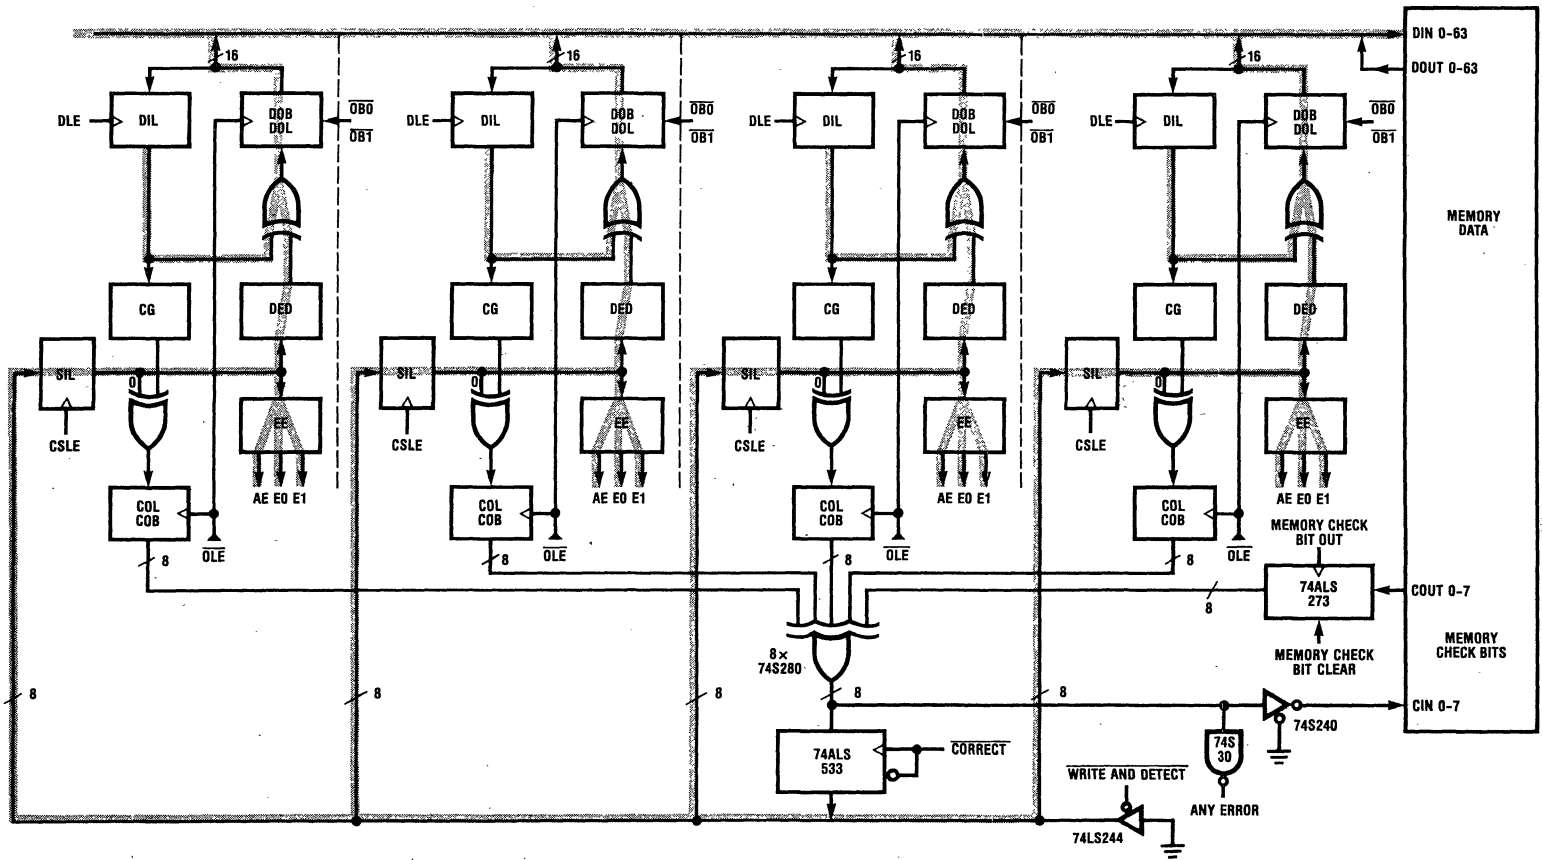 DIN 0-63
16
16
16
16
DOUT 0-63
DLE
DIL
DOB
DOL
OB0
OB1
DLE
DIL
DOB
DOL
OB0
OB1
DLE
DIL
DOB
DOL
OB0
OB1
DLE
DIL
DOB
DOL
OB0
OB1
MEMORY
DATA
CG
DED
CG
DED
CG
DED
CG
DED
SIL
0
SIL
0
SIL
0
SIL
0
EE
EE
EE
EE
CSLE
CSLE
CSLE
CSLE
AE E0 E1
AE E0 E1
AE E0 E1
AE E0 E1
COL
COB
COL
COB
COL
COB
COL
COB
OLE
OLE
OLE
OLE
MEMORY CHECK
BIT OUT
8
8
8
8
74ALS
273
COUT 0-7
8
MEMORY CHECK
BIT CLEAR
MEMORY
CHECK BITS
8×
74S280
8
8
8
8
8
CIN 0-7
74S240
74ALS
533
CORRECT
74S
30
WRITE AND DETECT
ANY ERROR
74LS244